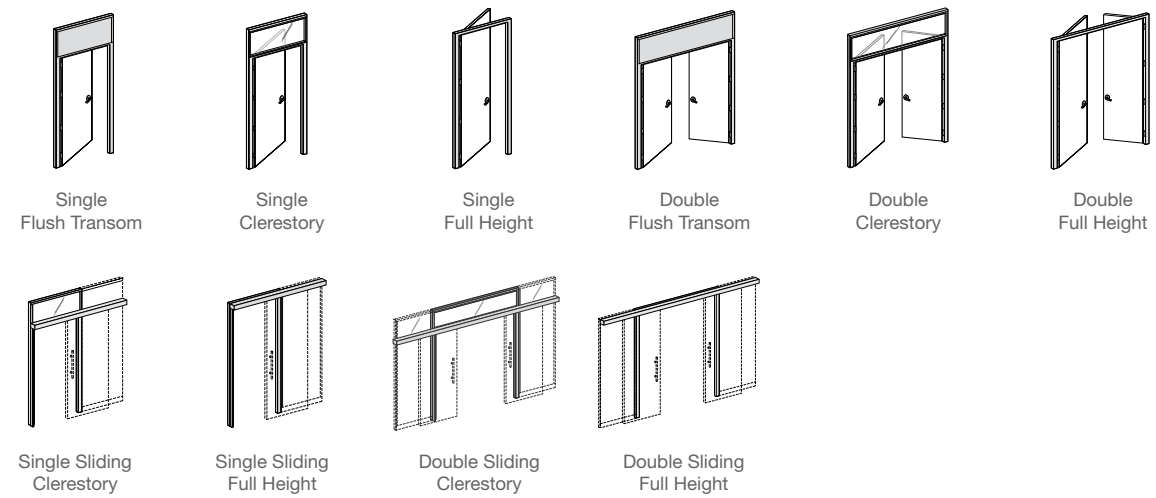 Single
Flush Transom
Single
Clerestory
Single
Full Height
Double
Flush Transom
Double
Clerestory
Double
Full Height
Single Sliding
Clerestory
Single Sliding
Full Height
Double Sliding
Clerestory
Double Sliding
Full Height